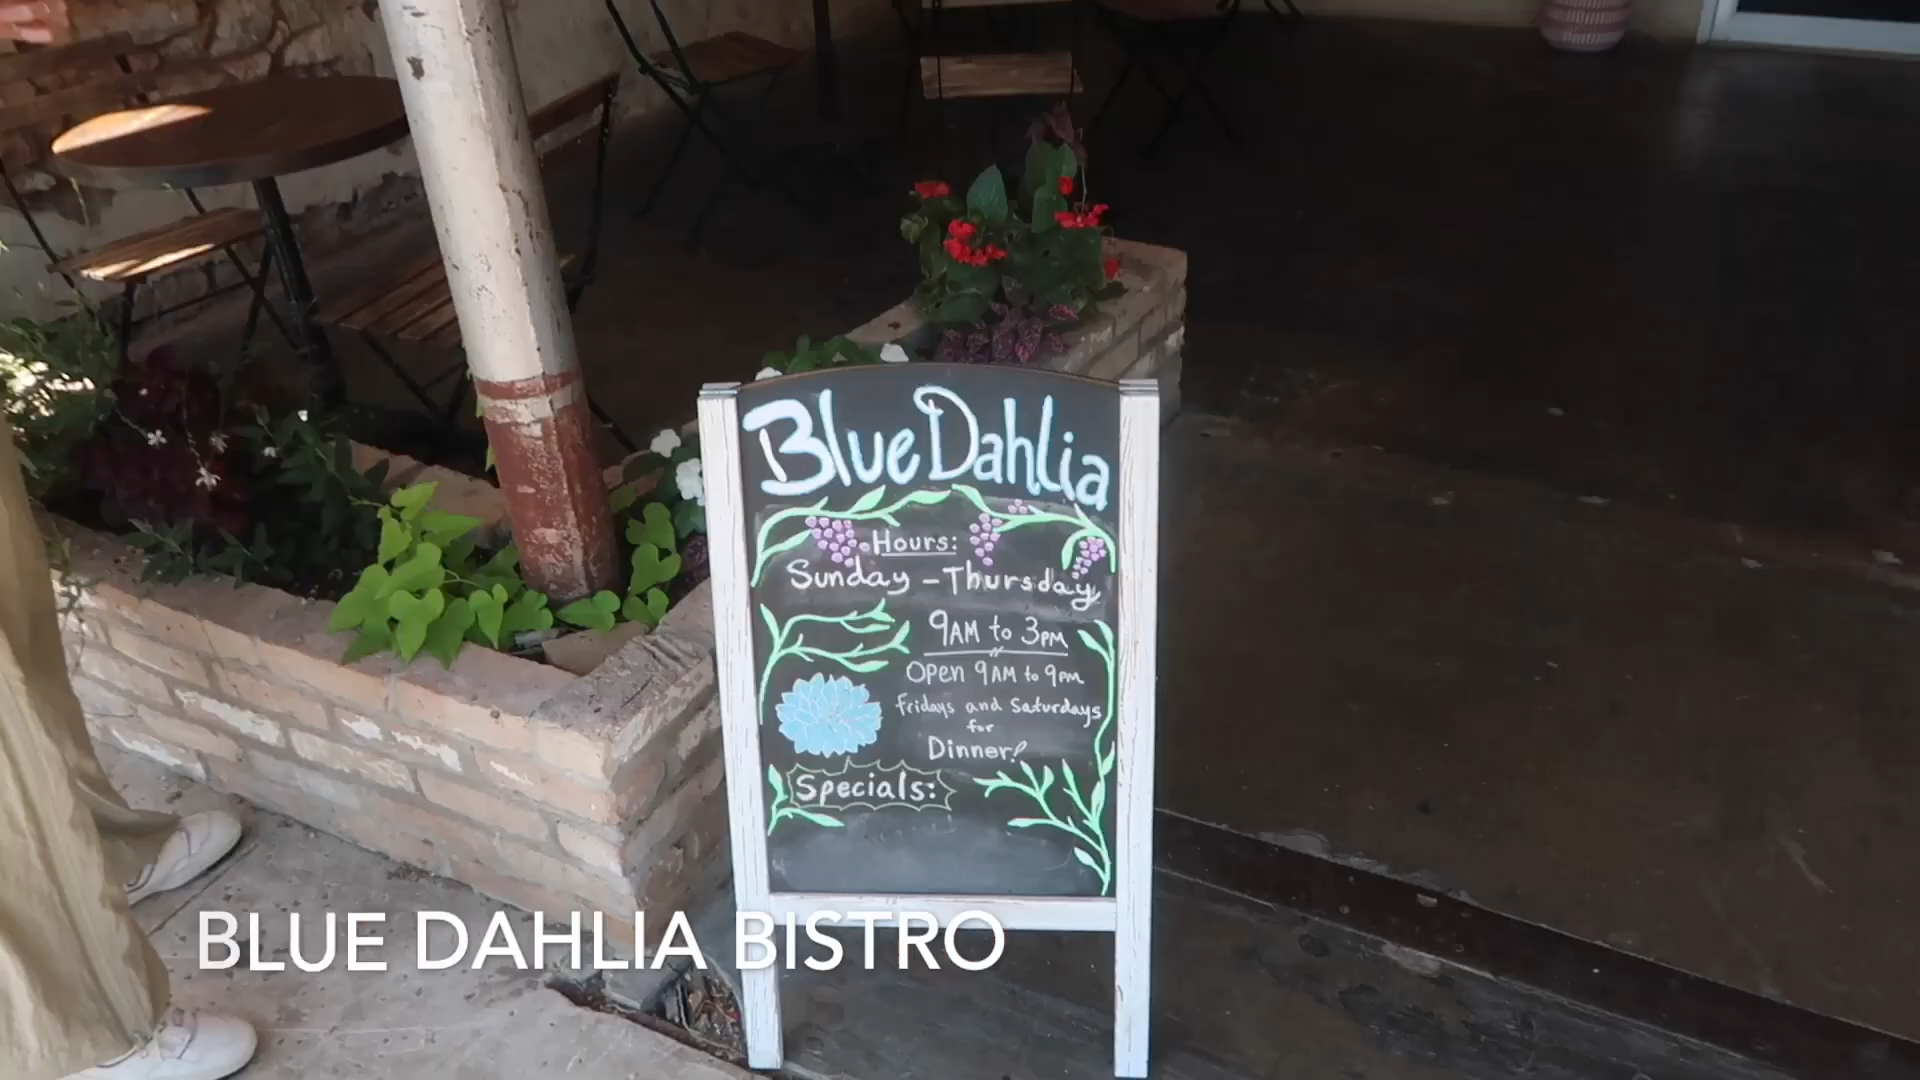 Blue Dahlia
Hours:
Sunday - Thursday
9AM to 3PM
Open 9AM to 9PM
Fridays and Saturdays
for
Dinner!
Specials:
BLUE DAHLIA BISTRO